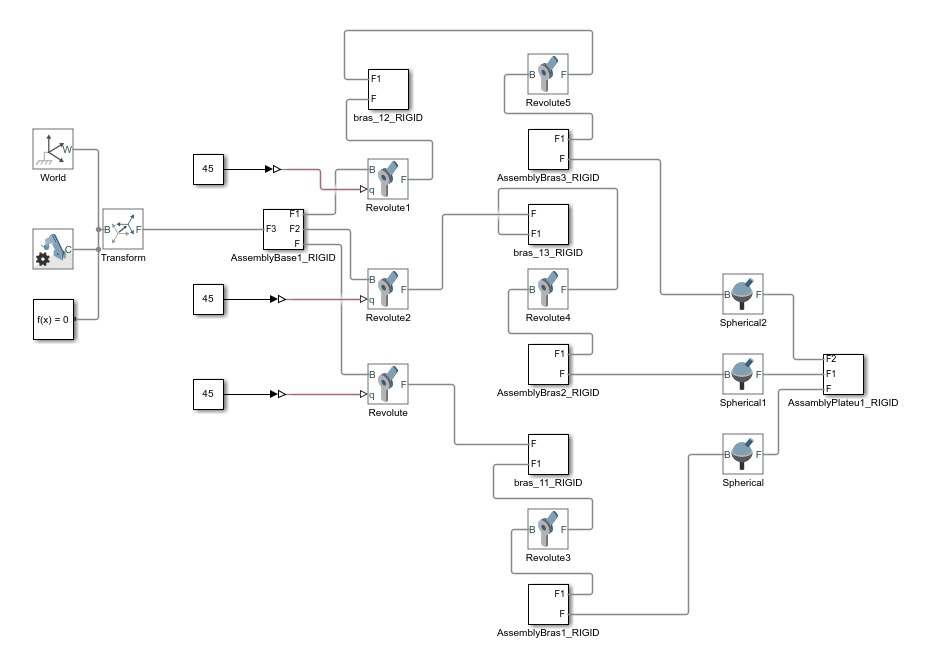 B
F
Revolute5
F1
F
bras_12_RIGID
F1
F
AssemblyBras3_RIGID
W
World
45
B
q
F
Revolute1
F
F1
bras_13_RIGID
B
F
Transform
F3
F1
F2
F
AssemblyBase1_RIGID
C
f(x) = 0
45
B
q
F
Revolute2
B
F
Revolute4
B
F
Spherical2
F1
F
AssemblyBras2_RIGID
B
F
Spherical1
F2
F1
F
AssamblyPlateu1_RIGID
45
B
q
F
Revolute
F
F1
bras_11_RIGID
B
F
Spherical
B
F
Revolute3
F1
F
AssemblyBras1_RIGID